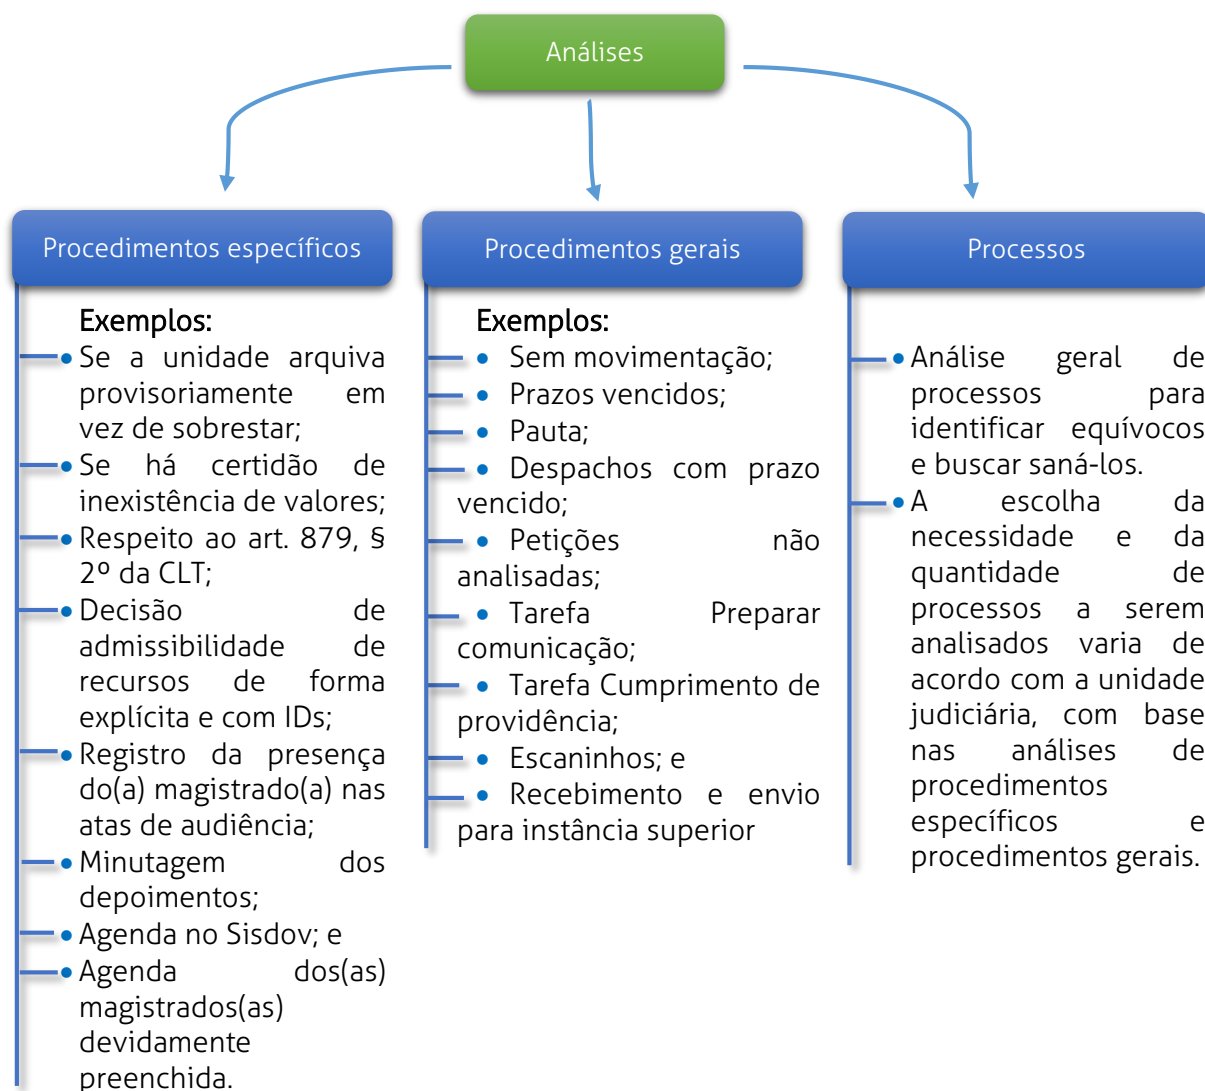 Análises
Procedimentos específicos
Exemplos:
Se a unidade arquiva
provisoriamente em
vez de sobrestar;
Se há certidão de
inexistência de valores;
Respeito ao art. 879, §
2º da CLT;
Decisão de
admissibilidade de
recursos de forma
explícita e com IDs;
Registro da presença
do(a) magistrado(a) nas
atas de audiência;
Minutagem dos
depoimentos;
Agenda no Sisdov; e
Agenda dos(as)
magistrados(as)
devidamente
preenchida.
Procedimentos gerais
Exemplos:
Sem movimentação;
Prazos vencidos;
Pauta;
Despachos com prazo
vencido;
Petições não
analisadas;
Tarefa Preparar
comunicação;
Tarefa Cumprimento de
providência;
Escaninhos; e
Recebimento e envio
para instância superior
Processos
Análise geral de
processos para
identificar equívocos
e buscar saná-los.
A escolha da
necessidade e da
quantidade de
processos a serem
analisados varia de
acordo com a unidade
judiciária, com base
nas análises de
procedimentos
específicos e
procedimentos gerais.